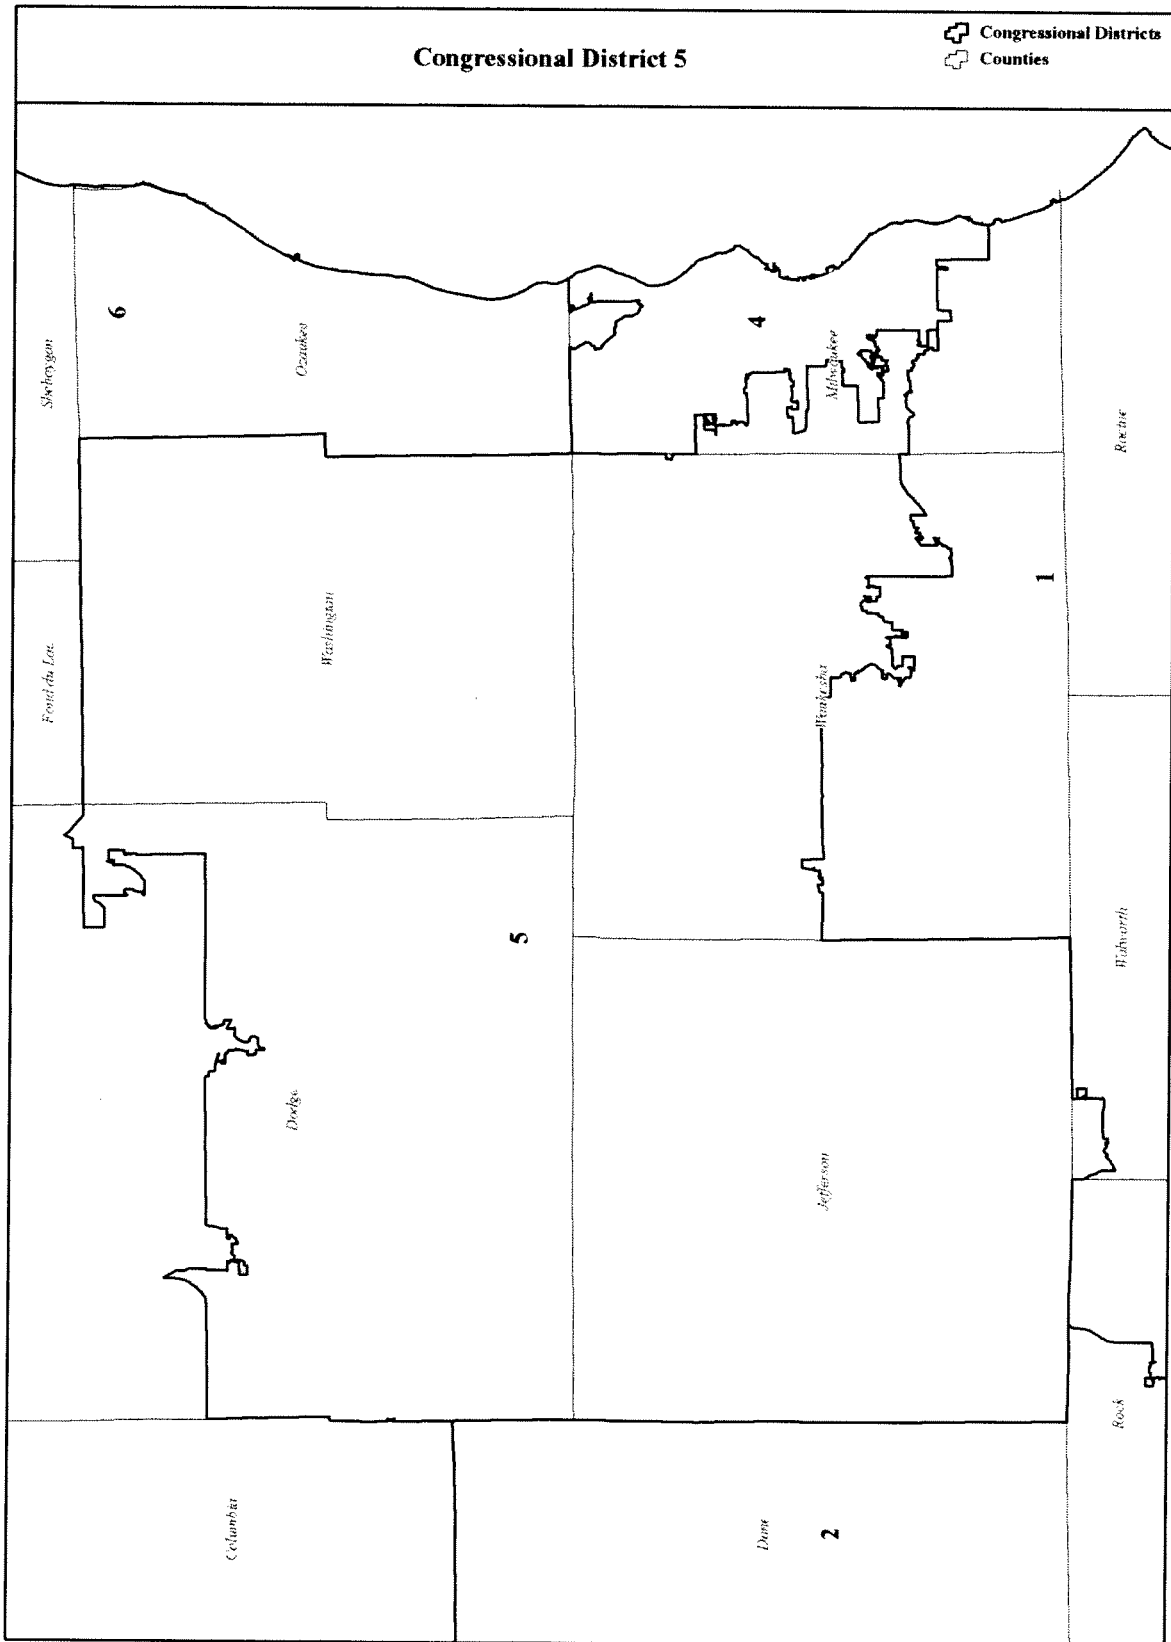 Congressional District 5
Congressional Districts
Counties
Sheboygan
6
Ozaukee
4
Milwaukee
Racine
Fond du Lac
Washington
1
Waukesha
5
Walworth
Dodge
Jefferson
Rock
Columbia
Dane
2